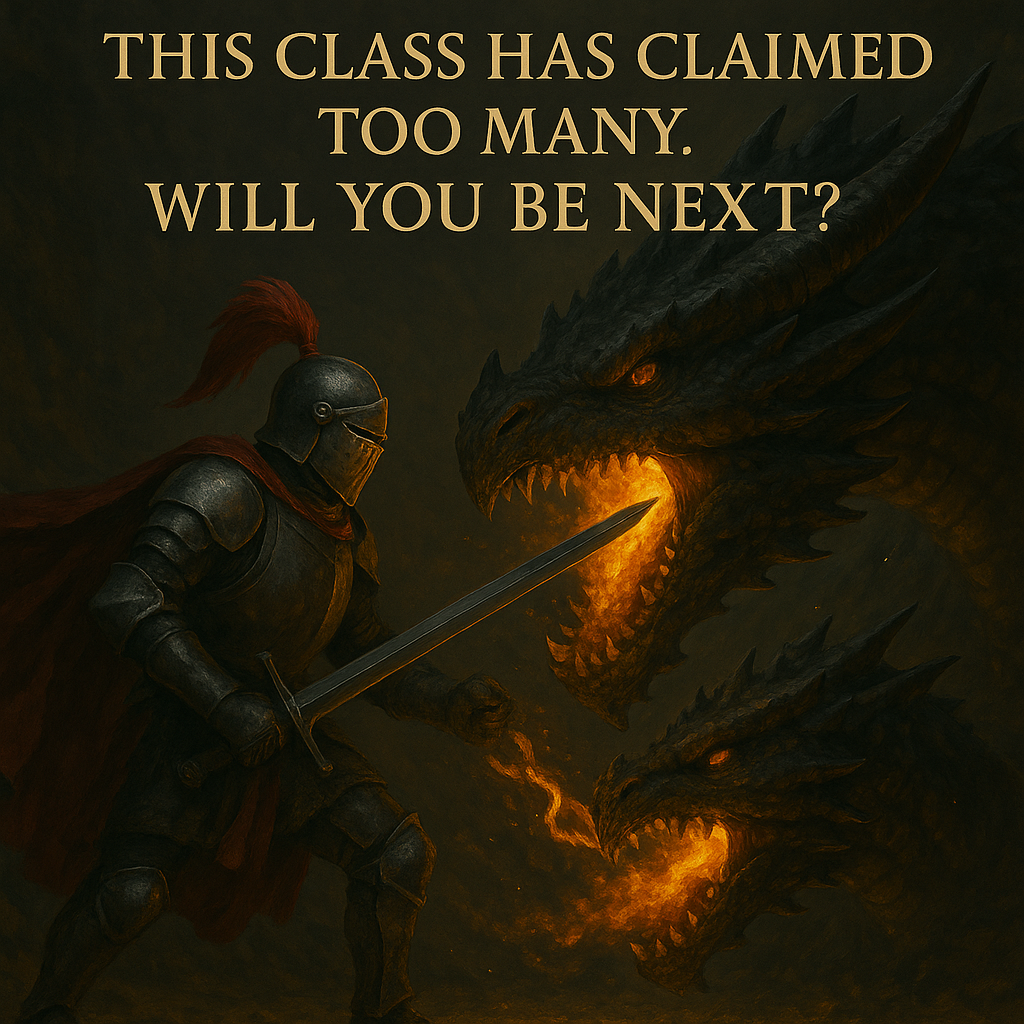 THIS CLASS HAS CLAIMED
TOO MANY.
WILL YOU BE NEXT?